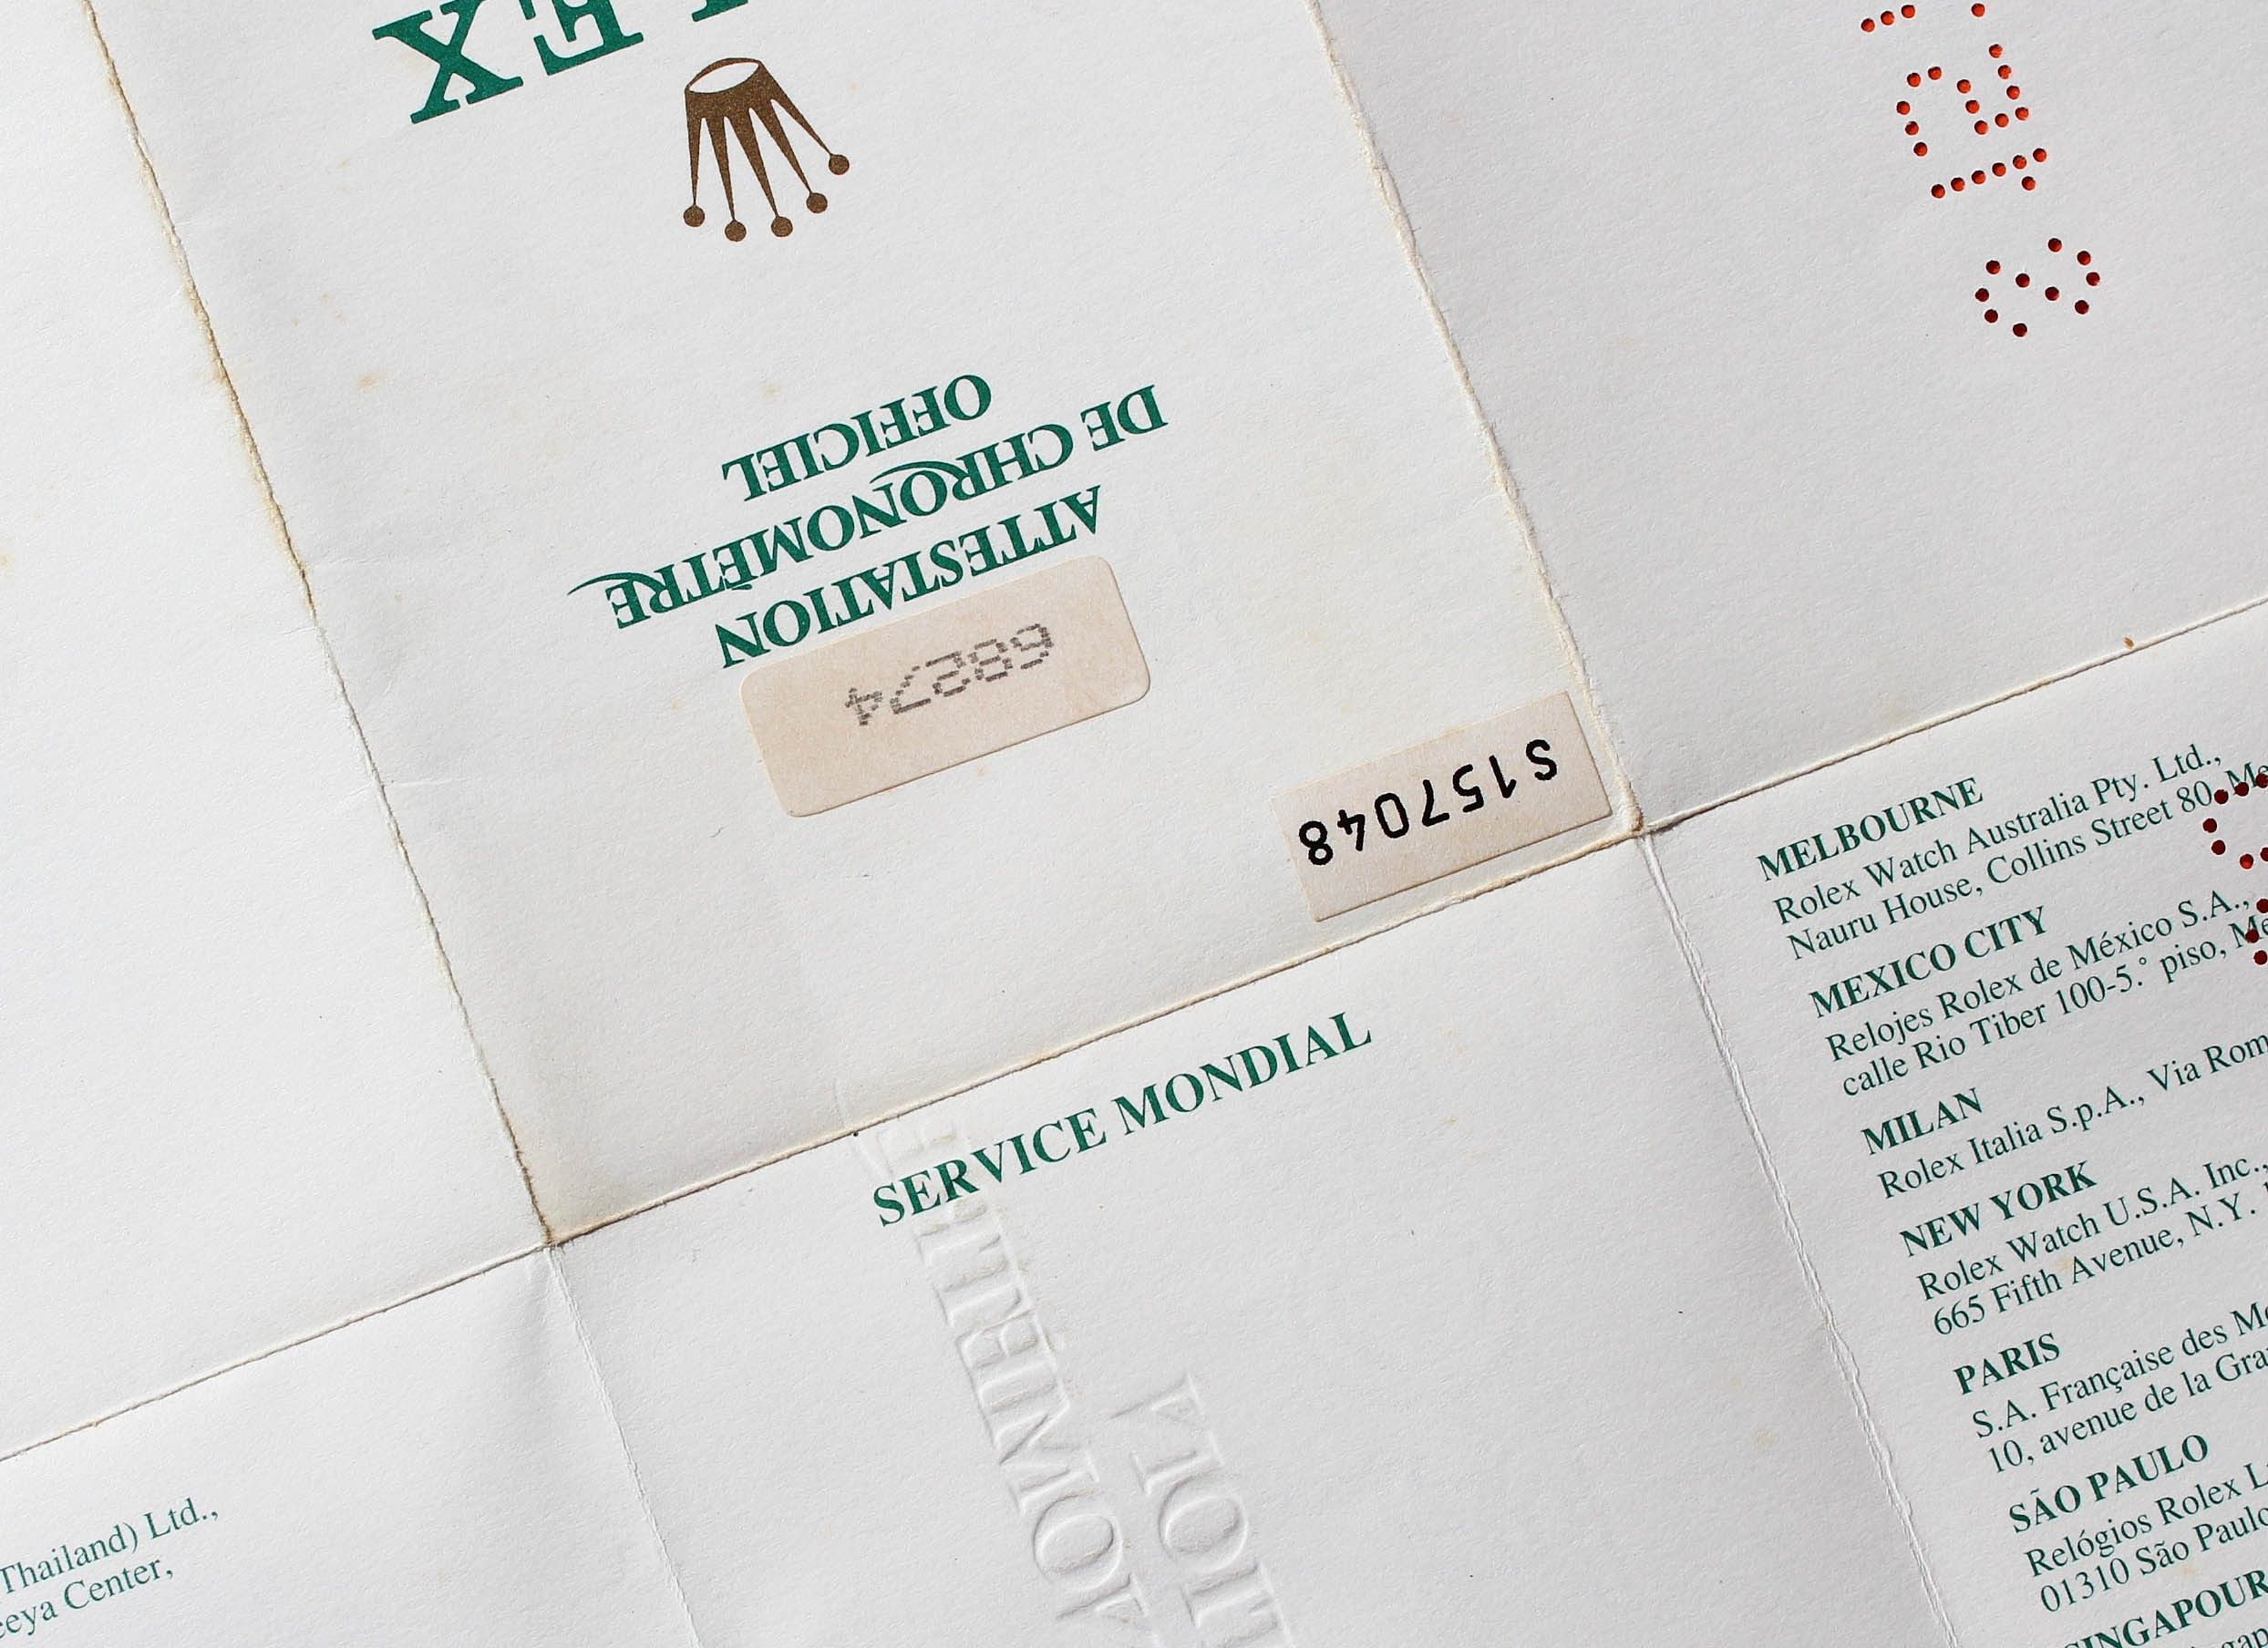 S157048
68274
ATTESTATION
DE CHRONOMÈTRE
OFFICIEL
EX
SERVICE MONDIAL
MELBOURNE
Rolex Watch Australia Pty. Ltd.,
Nauru House, Collins Street 80,
MEXICO CITY
Relojes Rolex de México S.A.,
calle Rio Tiber 100-5.° piso,
MILAN
Rolex Italia S.p.A., Via
NEW YORK
Rolex Watch U.S.A. Inc.,
665 Fifth Avenue, N.Y.
PARIS
S.A. Française des
10, avenue de la
SÃO PAULO
Relógios Rolex
01310 São Paulo
Thailand) Ltd.,
Center,